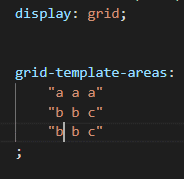 display: grid;
grid-template-areas:
"a a a"
"b b c"
"b b c"
;